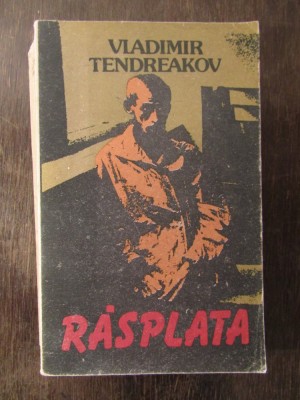 VLADIMIR
TENDREAKOV
RĂSPLATA